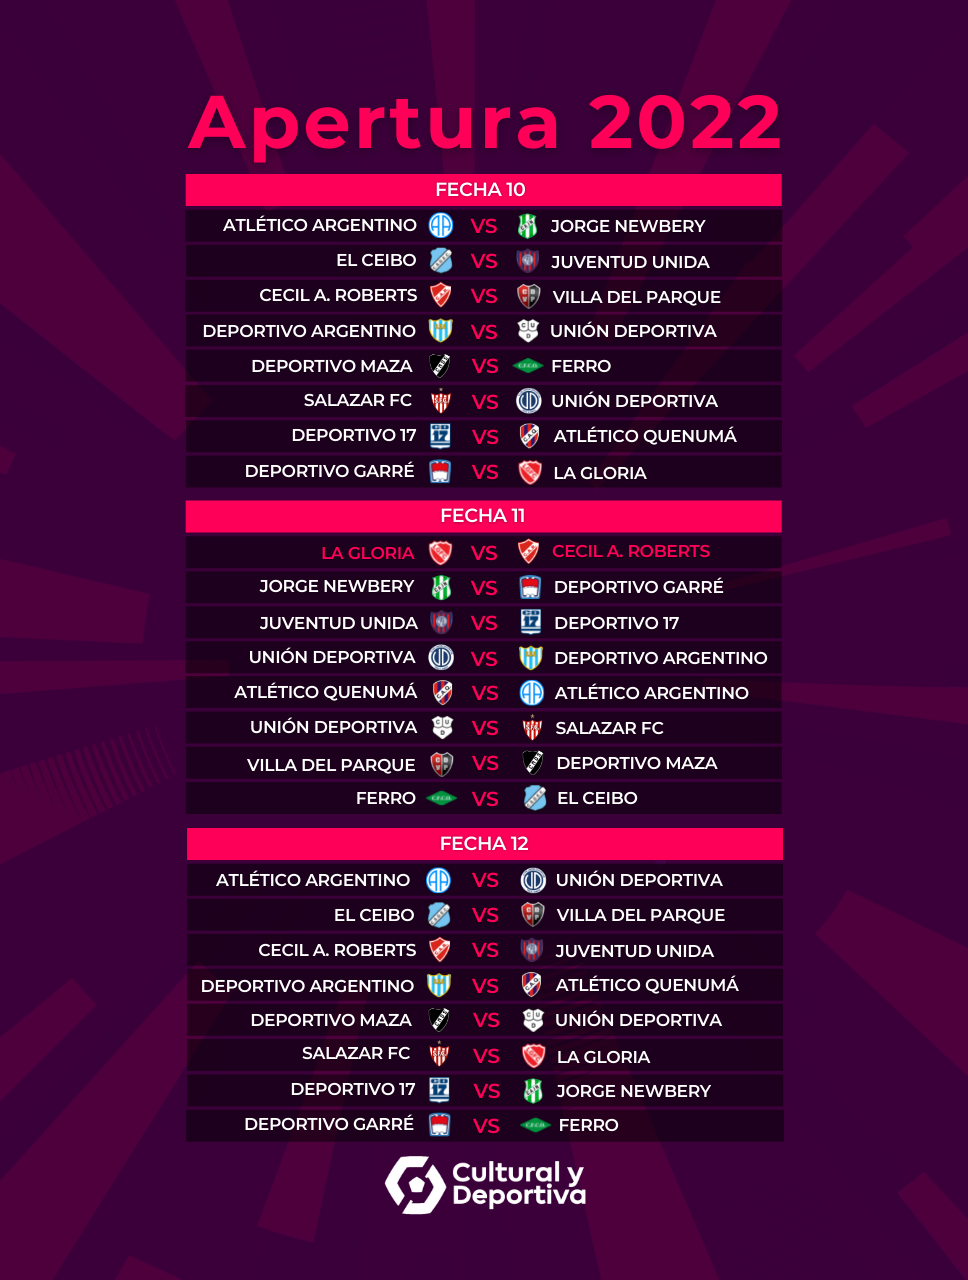 Apertura 2022
FECHA 10
ATLÉTICO ARGENTINO VS JORGE NEWBERY
EL CEIBO VS JUVENTUD UNIDA
CECIL A. ROBERTS VS VILLA DEL PARQUE
DEPORTIVO ARGENTINO VS UNIÓN DEPORTIVA
DEPORTIVO MAZA VS FERRO
SALAZAR FC VS UNIÓN DEPORTIVA
DEPORTIVO 17 VS ATLÉTICO QUENUMÁ
DEPORTIVO GARRÉ VS LA GLORIA
FECHA 11
LA GLORIA VS CECIL A. ROBERTS
JORGE NEWBERY VS DEPORTIVO GARRÉ
JUVENTUD UNIDA VS DEPORTIVO 17
UNIÓN DEPORTIVA VS DEPORTIVO ARGENTINO
ATLÉTICO QUENUMÁ VS ATLÉTICO ARGENTINO
UNIÓN DEPORTIVA VS SALAZAR FC
VILLA DEL PARQUE VS DEPORTIVO MAZA
FERRO VS EL CEIBO
FECHA 12
ATLÉTICO ARGENTINO VS UNIÓN DEPORTIVA
EL CEIBO VS VILLA DEL PARQUE
CECIL A. ROBERTS VS JUVENTUD UNIDA
DEPORTIVO ARGENTINO VS ATLÉTICO QUENUMÁ
DEPORTIVO MAZA VS UNIÓN DEPORTIVA
SALAZAR FC VS LA GLORIA
DEPORTIVO 17 VS JORGE NEWBERY
DEPORTIVO GARRÉ VS FERRO
Cultural y
Deportiva